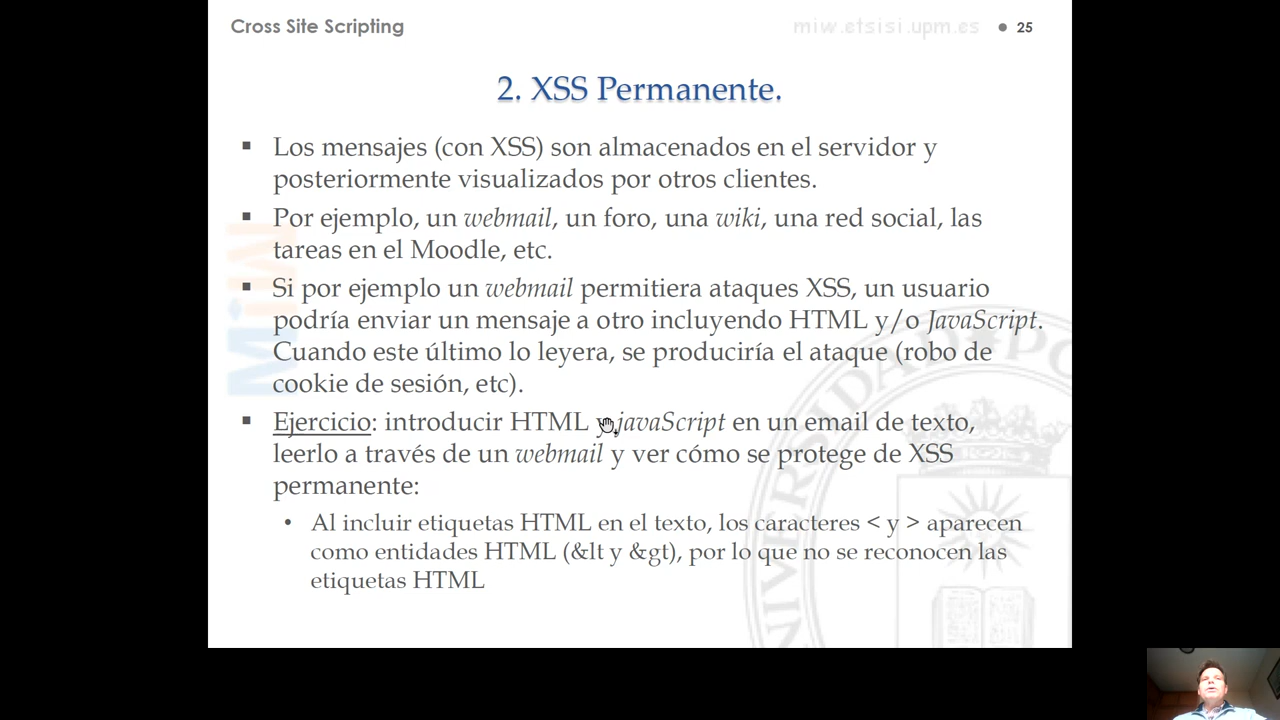 Cross Site Scripting
miw.etsisi.upm.es
25
2. XSS Permanente.
Los mensajes (con XSS) son almacenados en el servidor y
posteriormente visualizados por otros clientes.
Por ejemplo, un webmail, un foro, una wiki, una red social, las
tareas en el Moodle, etc.
Si por ejemplo un webmail permitiera ataques XSS, un usuario
podría enviar un mensaje a otro incluyendo HTML y/o JavaScript.
Cuando este último lo leyera, se produciría el ataque (robo de
cookie de sesión, etc).
Ejercicio: introducir HTML y javaScript en un email de texto,
leerlo a través de un webmail y ver cómo se protege de XSS
permanente:
Al incluir etiquetas HTML en el texto, los caracteres < y > aparecen
como entidades HTML (&lt y &gt), por lo que no se reconocen las
etiquetas HTML
MiW
UNIVERSIDAD PO